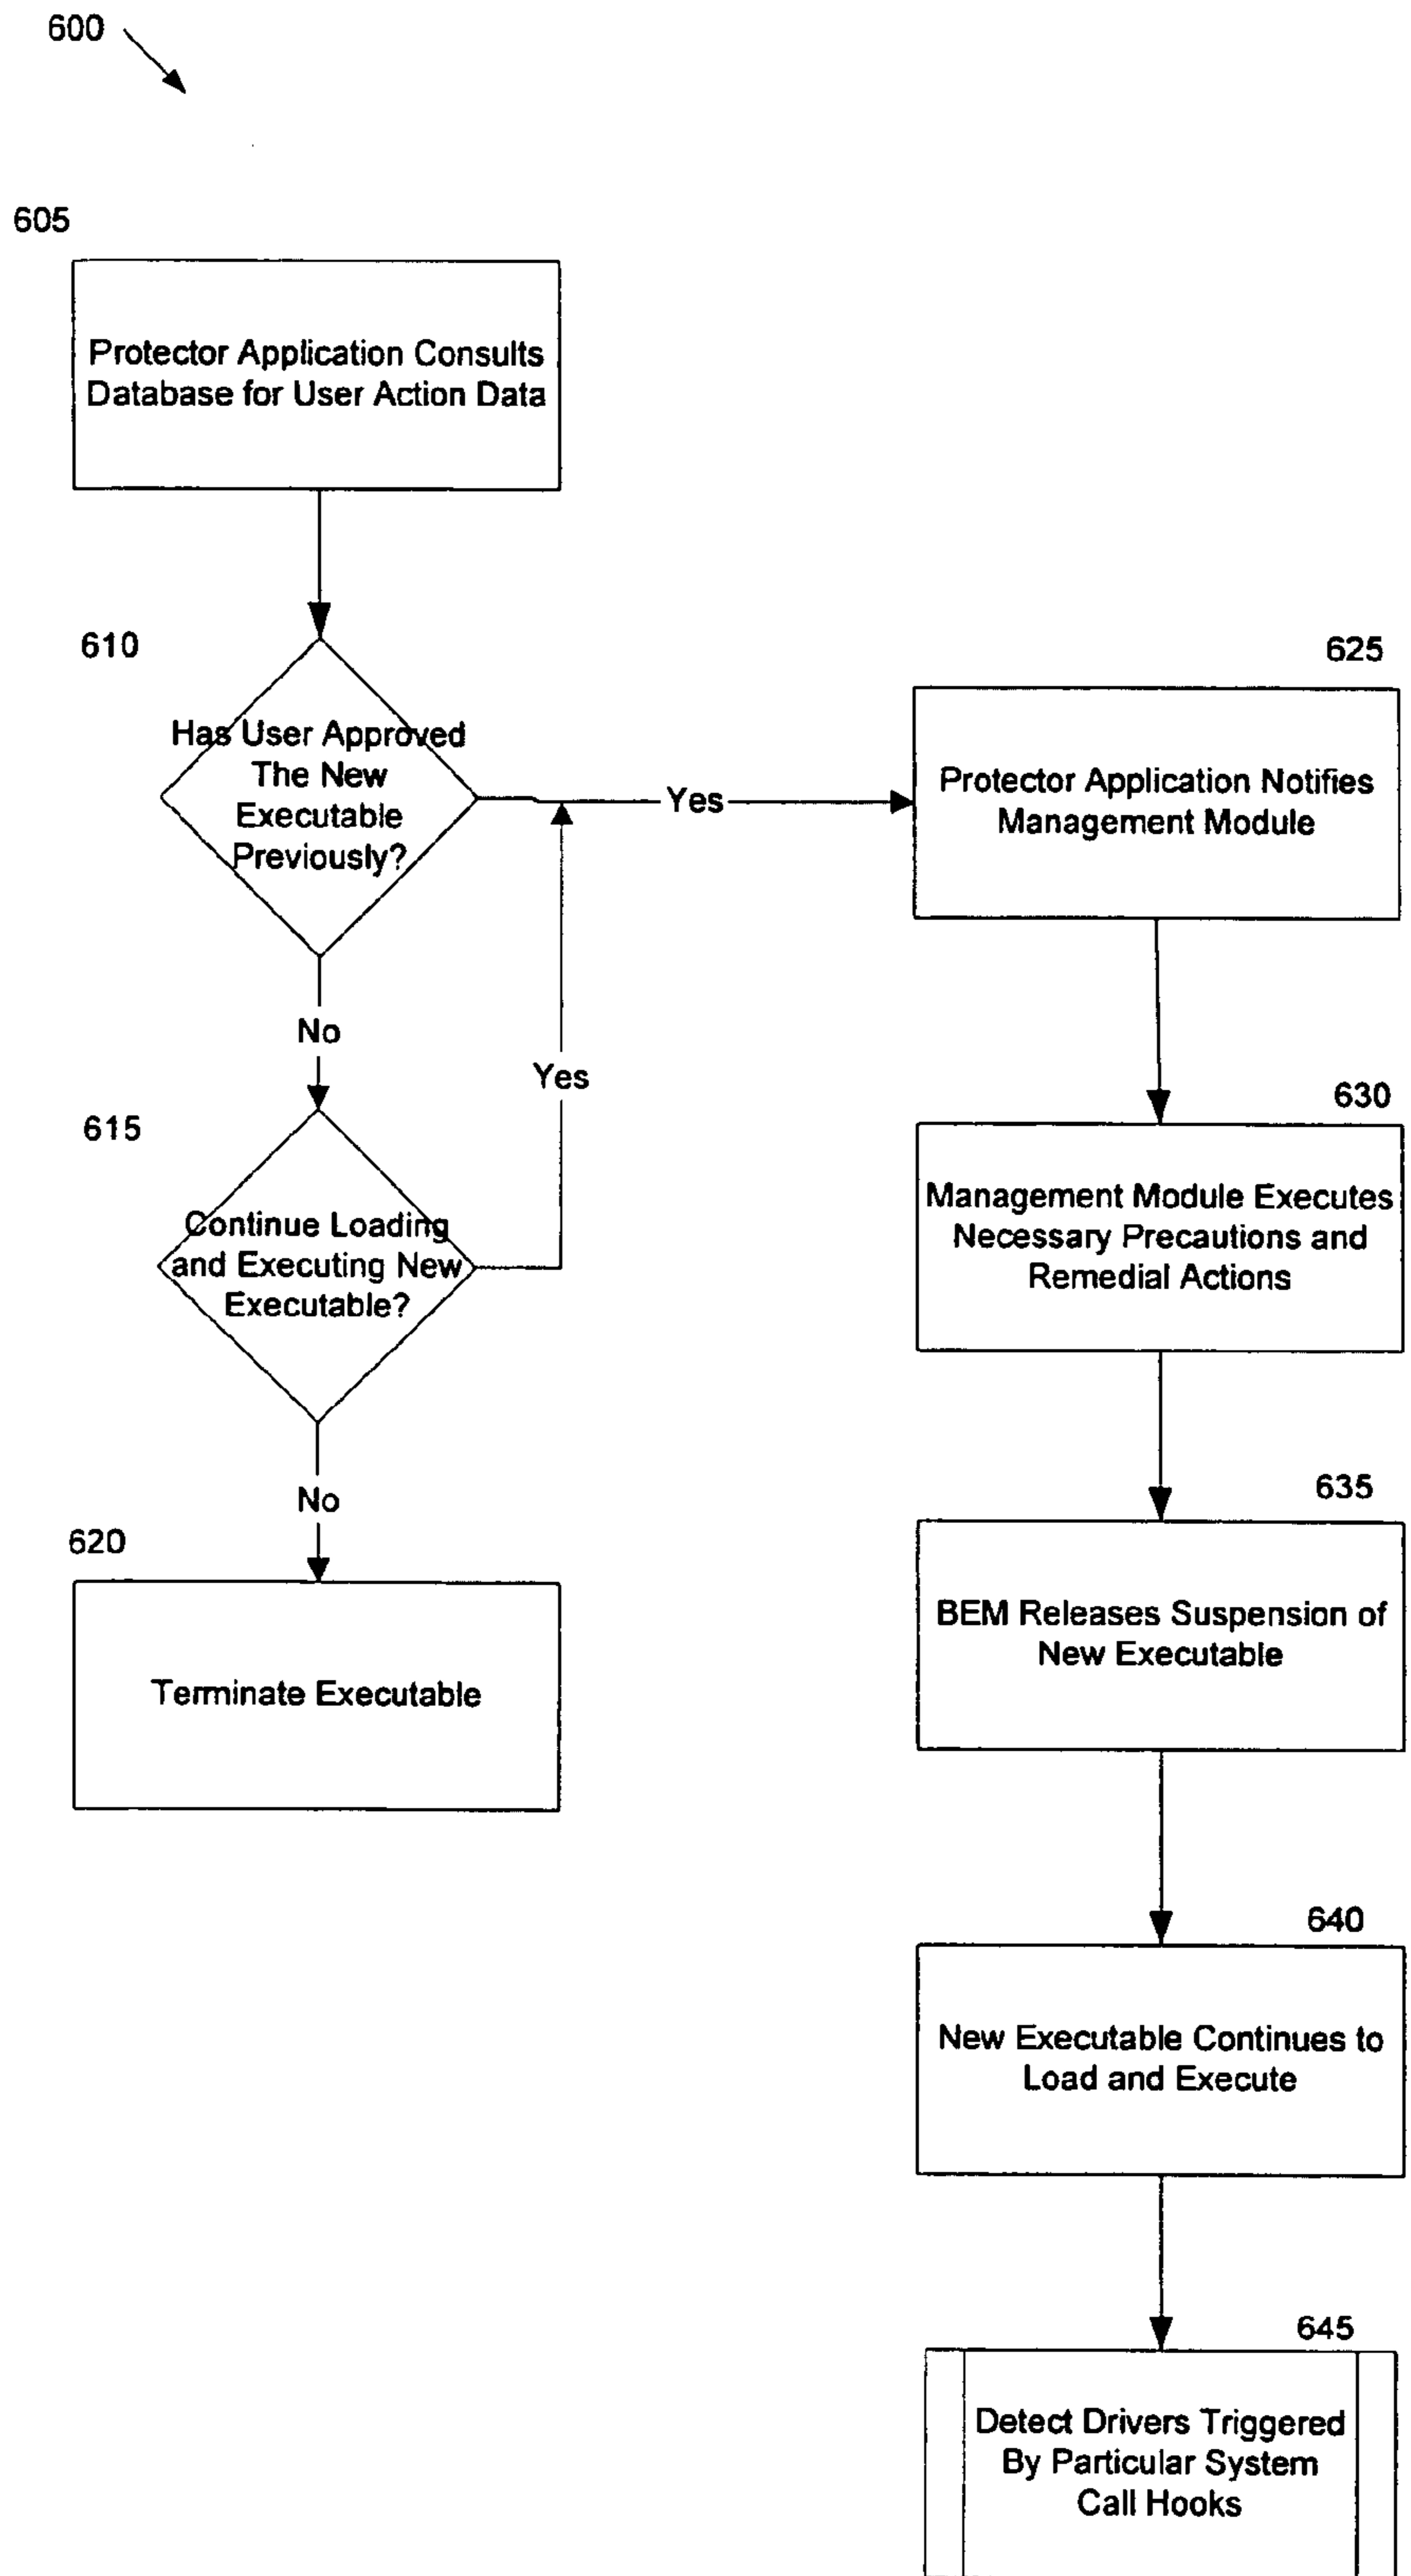 600
605
Protector Application Consults
Database for User Action Data
610
Has User Approved
The New
Executable
Previously?
Yes
625
Protector Application Notifies
Management Module
No
Yes
615
Continue Loading
and Executing New
Executable?
630
Management Module Executes
Necessary Precautions and
Remedial Actions
No
620
Terminate Executable
635
BEM Releases Suspension of
New Executable
640
New Executable Continues to
Load and Execute
645
Detect Drivers Triggered
By Particular System
Call Hooks